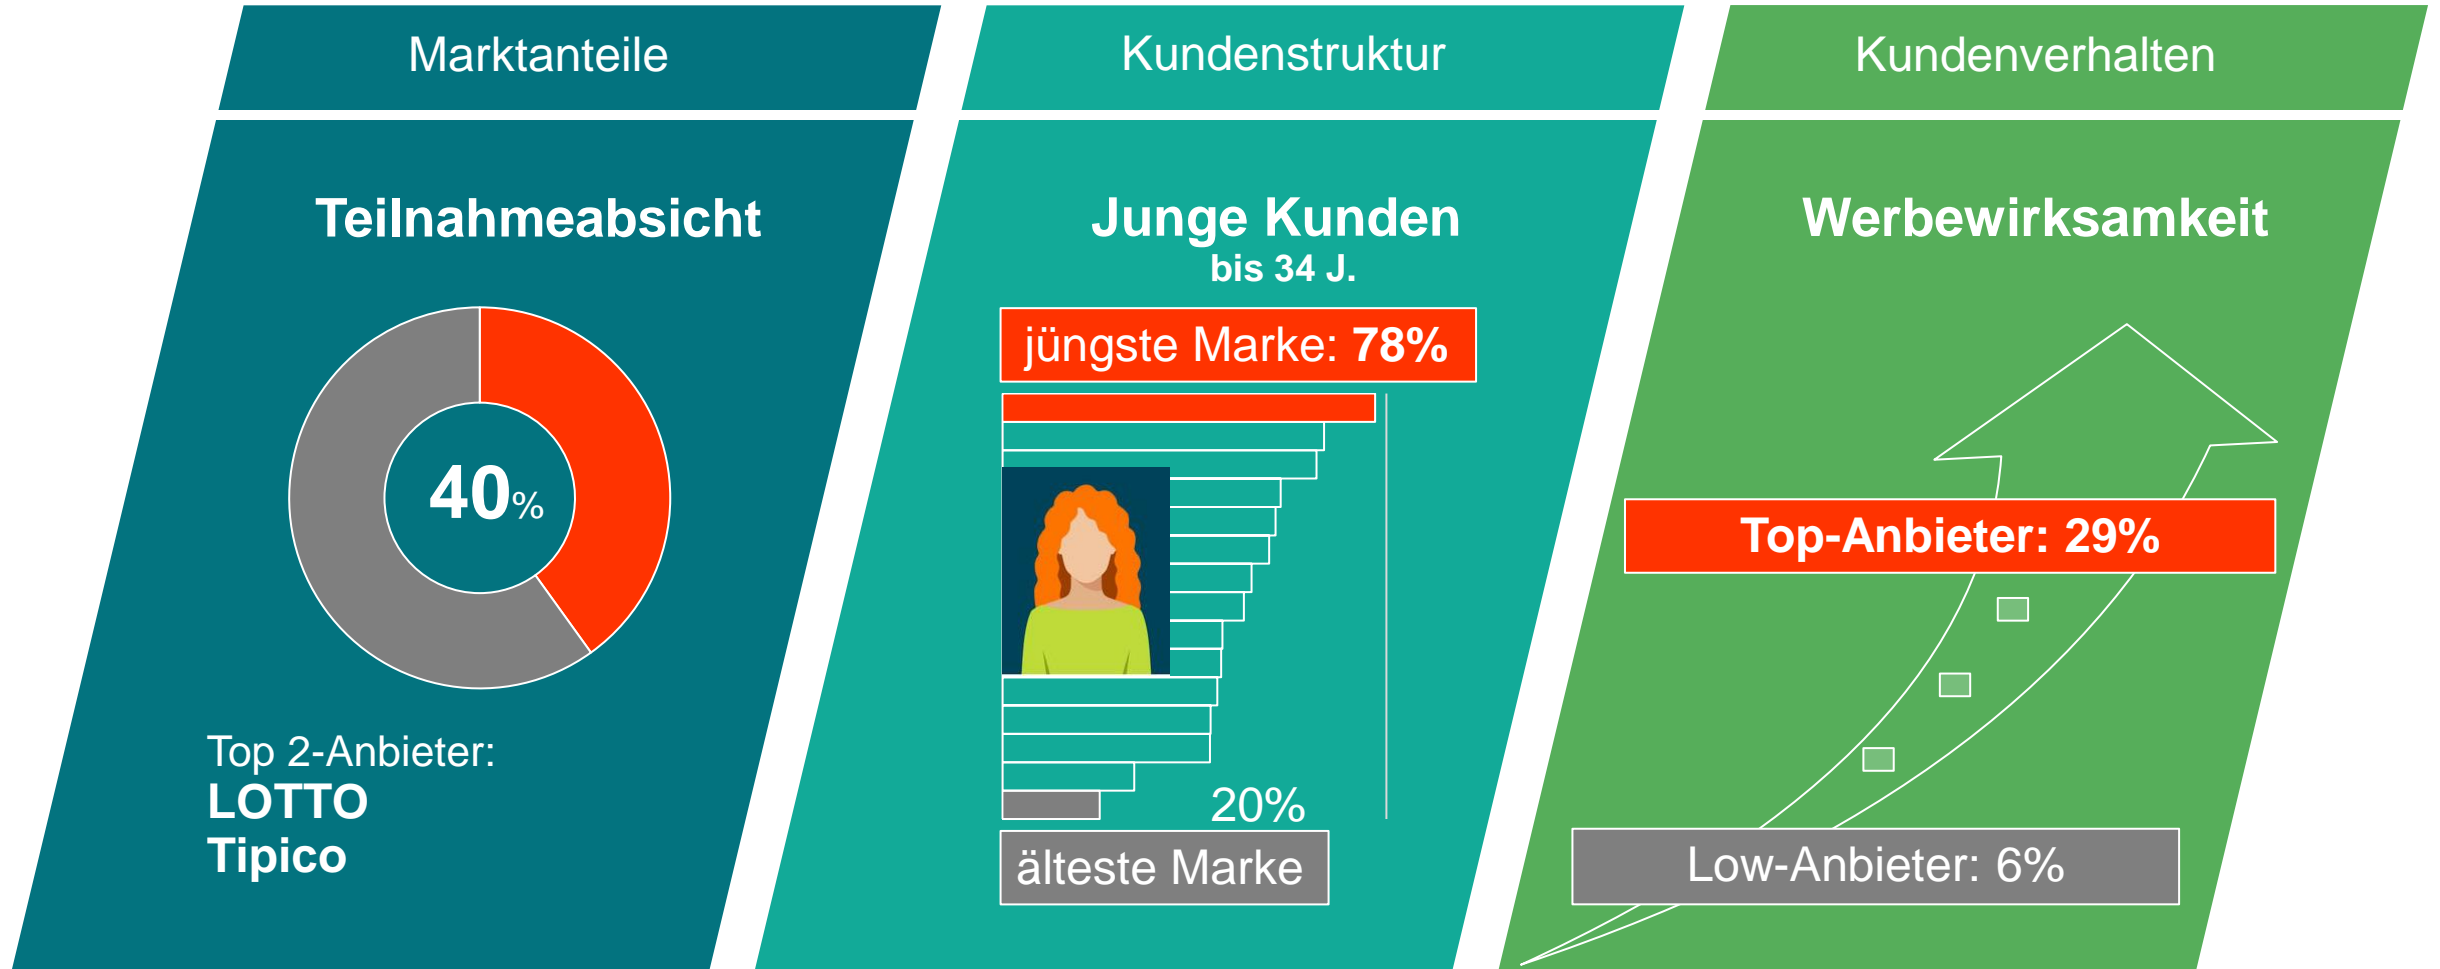 Marktanteile
Teilnahmeabsicht
40%
Top 2-Anbieter:
LOTTO
Tipico
Kundenstruktur
Junge Kunden
bis 34 J.
jüngste Marke: 78%
20%
älteste Marke
Kundenverhalten
Werbewirksamkeit
Top-Anbieter: 29%
Low-Anbieter: 6%